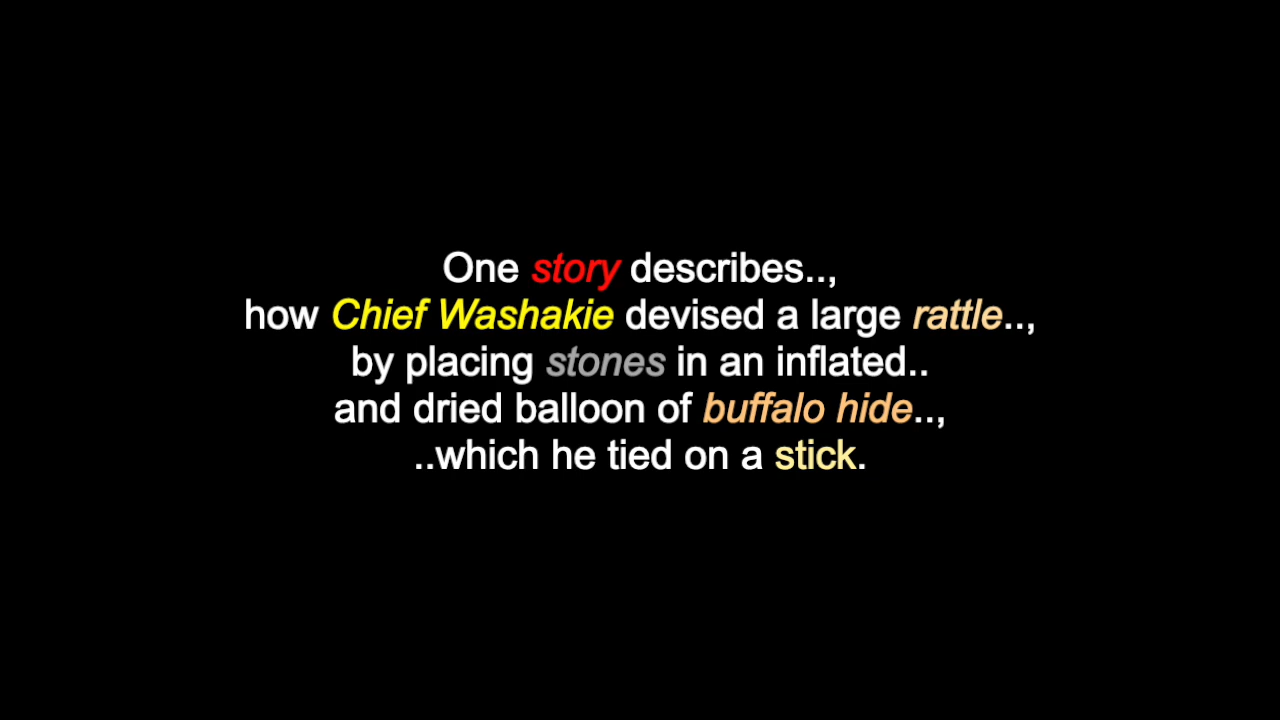 One story describes..,
how Chief Washakie devised a large rattle..,
by placing stones in an inflated..
and dried balloon of buffalo hide..,
..which he tied on a stick.